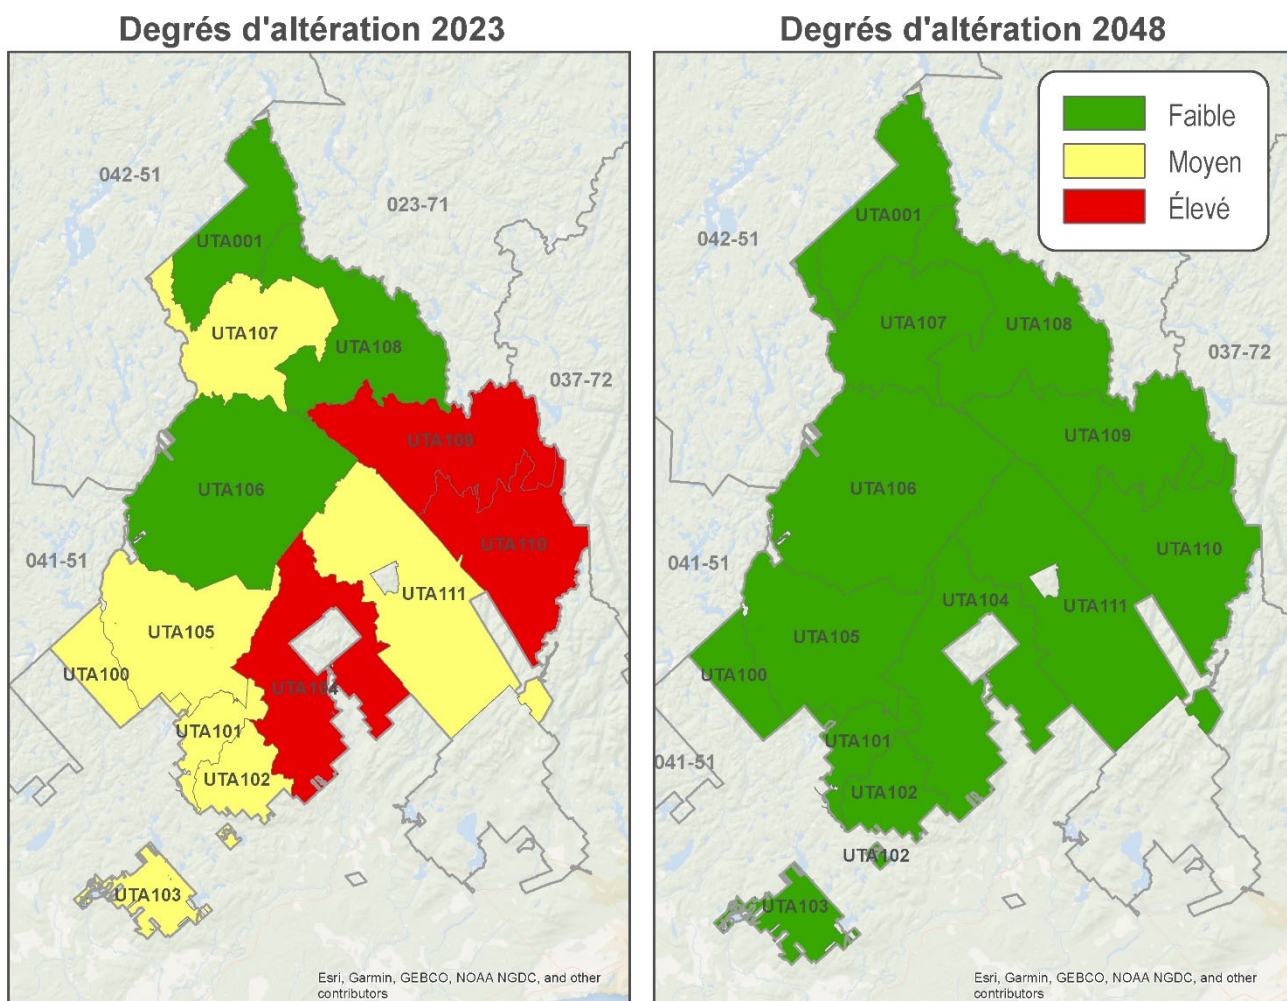 Degrés d'altération 2023
042-51
023-71
UTA001
UTA107
UTA108
037-72
UTA109
UTA106
UTA110
041-51
UTA111
UTA105
UTA100
UTA104
UTA101
UTA102
UTA103
Esri, Garmin, GEBCO, NOAA NGDC, and other
contributors
Degrés d'altération 2048
Faible
Moyen
Élevé
042-51
UTA001
UTA107
UTA108
037-72
UTA109
UTA106
UTA110
041-51
UTA104
UTA111
UTA105
UTA100
UTA101
041-51
UTA102
UTA102
UTA103
Esri, Garmin, GEBCO, NOAA NGDC, and other
contributors